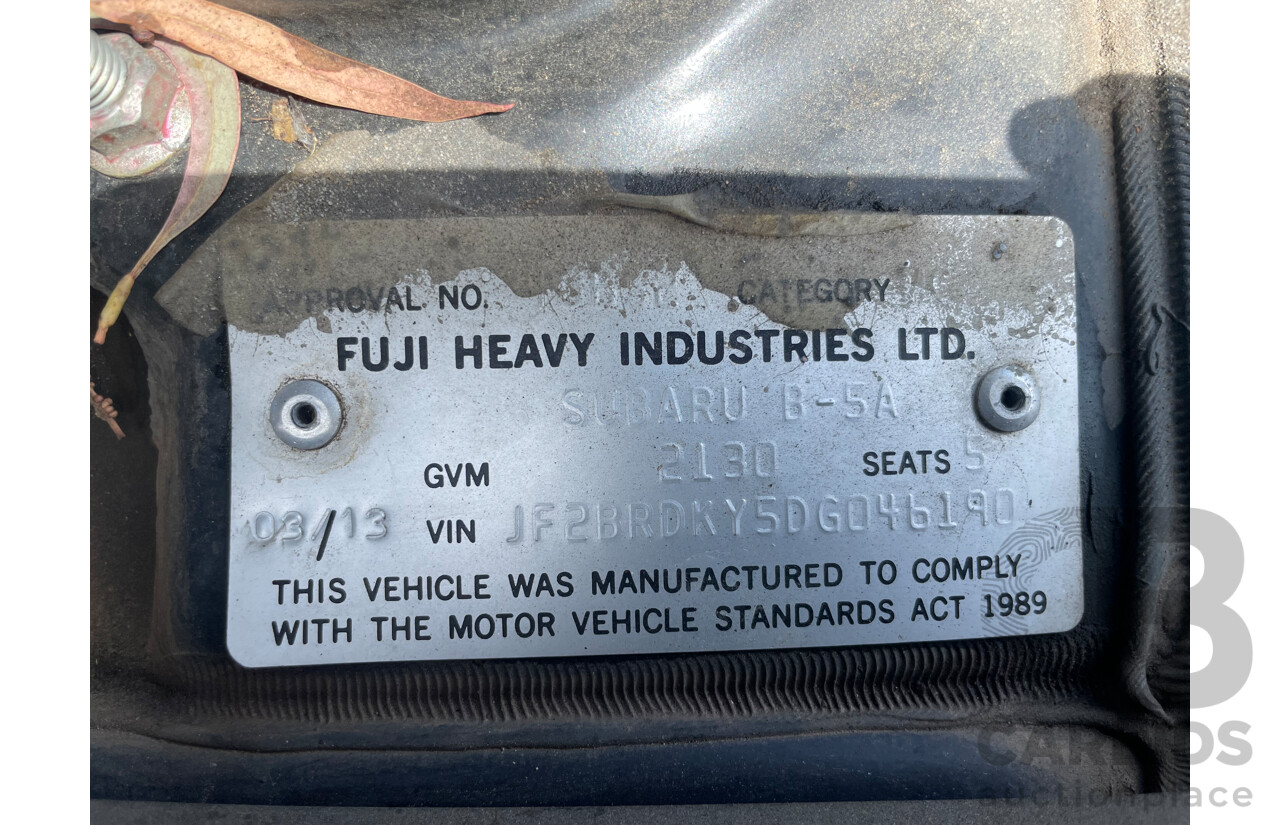 APPROVAL NO. CATEGORY
FUJI HEAVY INDUSTRIES LTD.
SUBARU B-5A
GVM 2130 SEATS 5
03/13 VIN JF2BRDKY5DG046190
THIS VEHICLE WAS MANUFACTURED TO COMPLY
WITH THE MOTOR VEHICLE STANDARDS ACT 1989
auctionplace